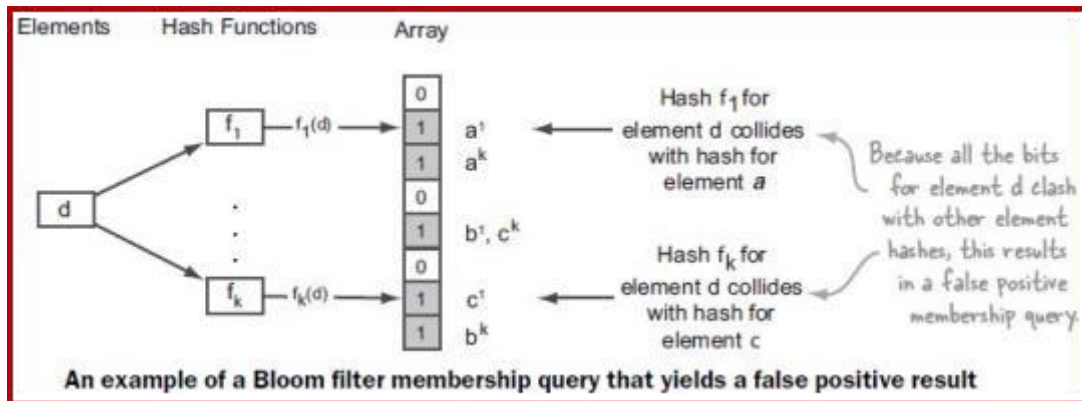 Elements Hash Functions Array
d
f₁
f₁(d)
.
.
.
fₖ
fₖ(d)
0
1 a¹
1 aᵏ
0
1 b¹, cᵏ
0
1 c¹
1 bᵏ
Hash f₁ for
element d collides
with hash for
element a
Hash fₖ for
element d collides
with hash for
element c
Because all the bits
for element d clash
with other element
hashes, this results
in a false positive
membership query.
An example of a Bloom filter membership query that yields a false positive result